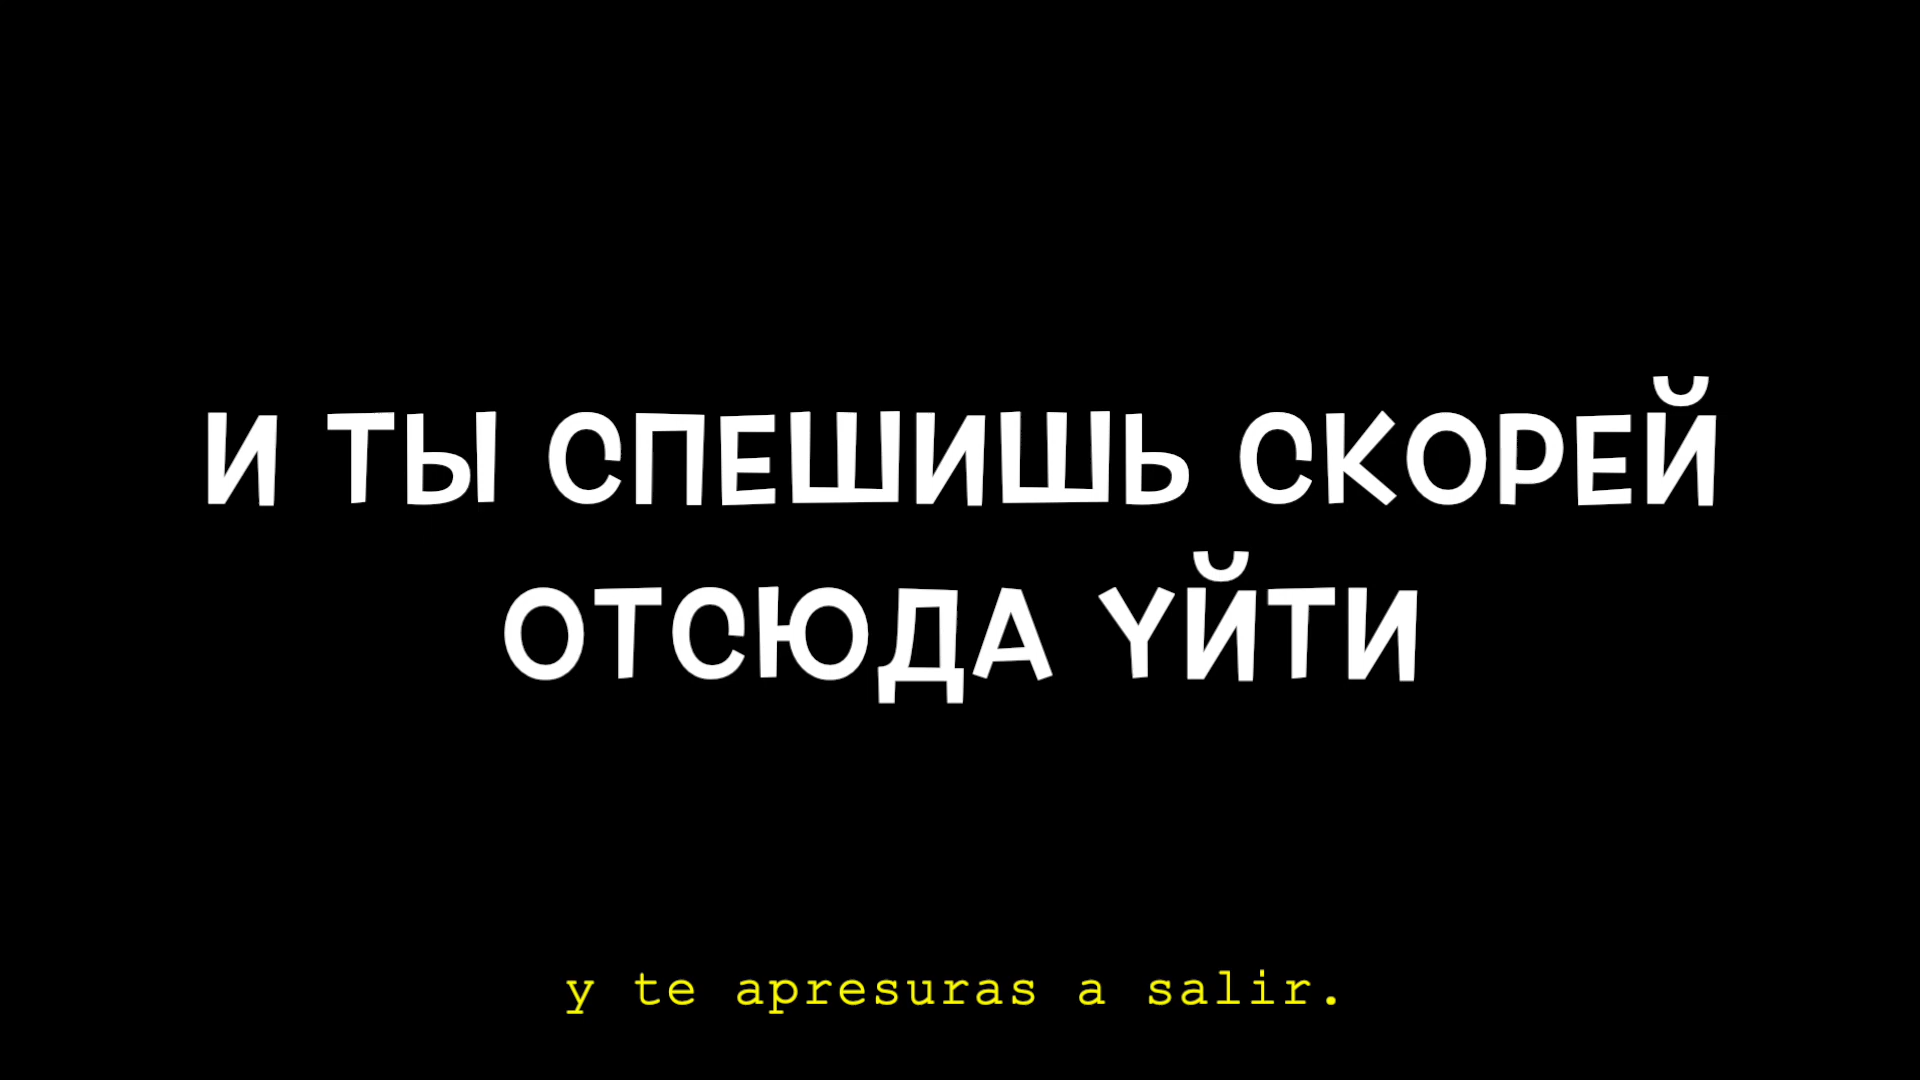 И ТЫ СПЕШИШЬ СКОРЕЙ
ОТСЮДА УЙТИ
y te apresuras a salir.